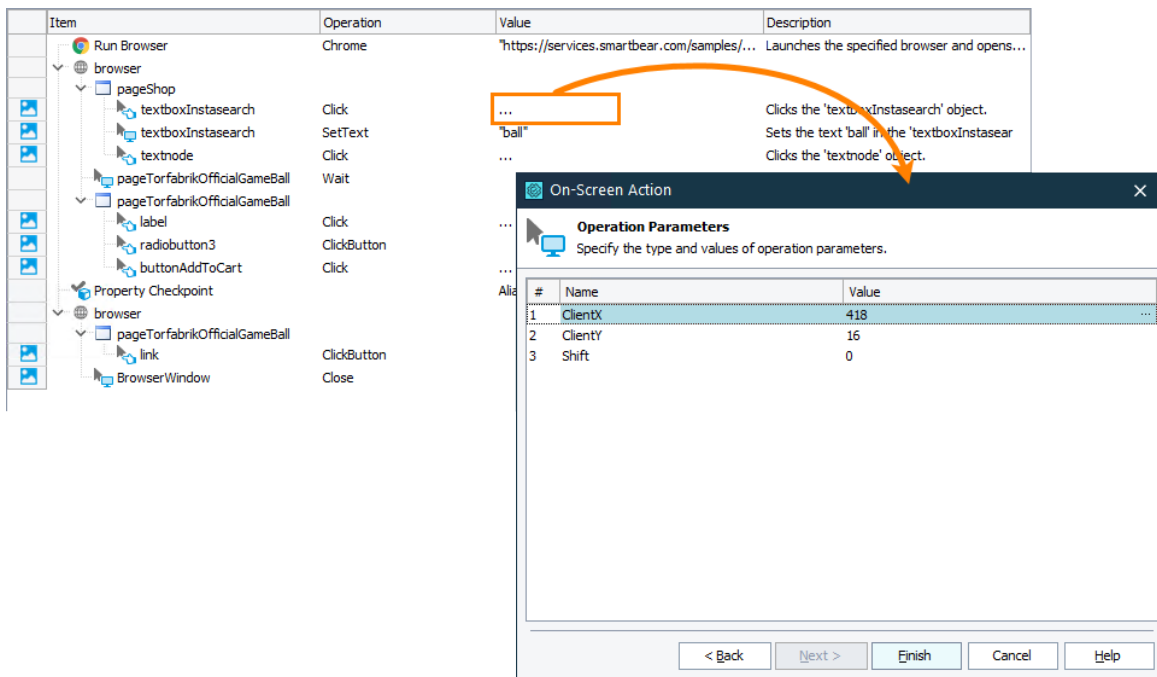 Item Operation Value Description
Run Browser Chrome "https://services.smartbear.com/samples/... Launches the specified browser and opens...
browser
pageShop
textboxInstasearch Click ... Clicks the 'textboxInstasearch' object.
textboxInstasearch SetText "ball" Sets the text 'ball' in the 'textboxInstasear
textnode Click ... Clicks the 'textnode' object.
pageTorfabrikOfficialGameBall Wait
pageTorfabrikOfficialGameBall
label Click ...
radiobutton3 ClickButton
buttonAddToCart Click ...
Property Checkpoint Alia
browser
pageTorfabrikOfficialGameBall
link ClickButton
BrowserWindow Close
On-Screen Action
Operation Parameters
Specify the type and values of operation parameters.
# Name Value
1 ClientX 418 ...
2 ClientY 16
3 Shift 0
< Back Next > Finish Cancel Help